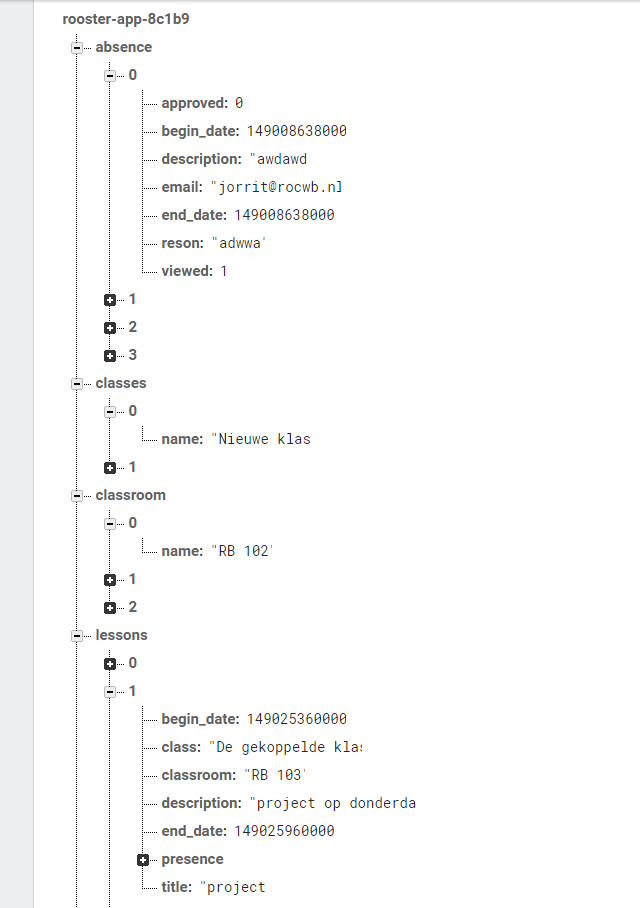 rooster-app-8c1b9
absence
0
approved: 0
begin_date: 149008638000
description: "awdawd
email: "jorrit@rocwb.nl
end_date: 149008638000
reson: "adwwa'
viewed: 1
1
2
3
classes
0
name: "Nieuwe klas
1
classroom
0
name: "RB 102'
1
2
lessons
0
1
begin_date: 149025360000
class: "De gekoppelde klas
classroom: "RB 103'
description: "project op donderda
end_date: 149025960000
presence
title: "project